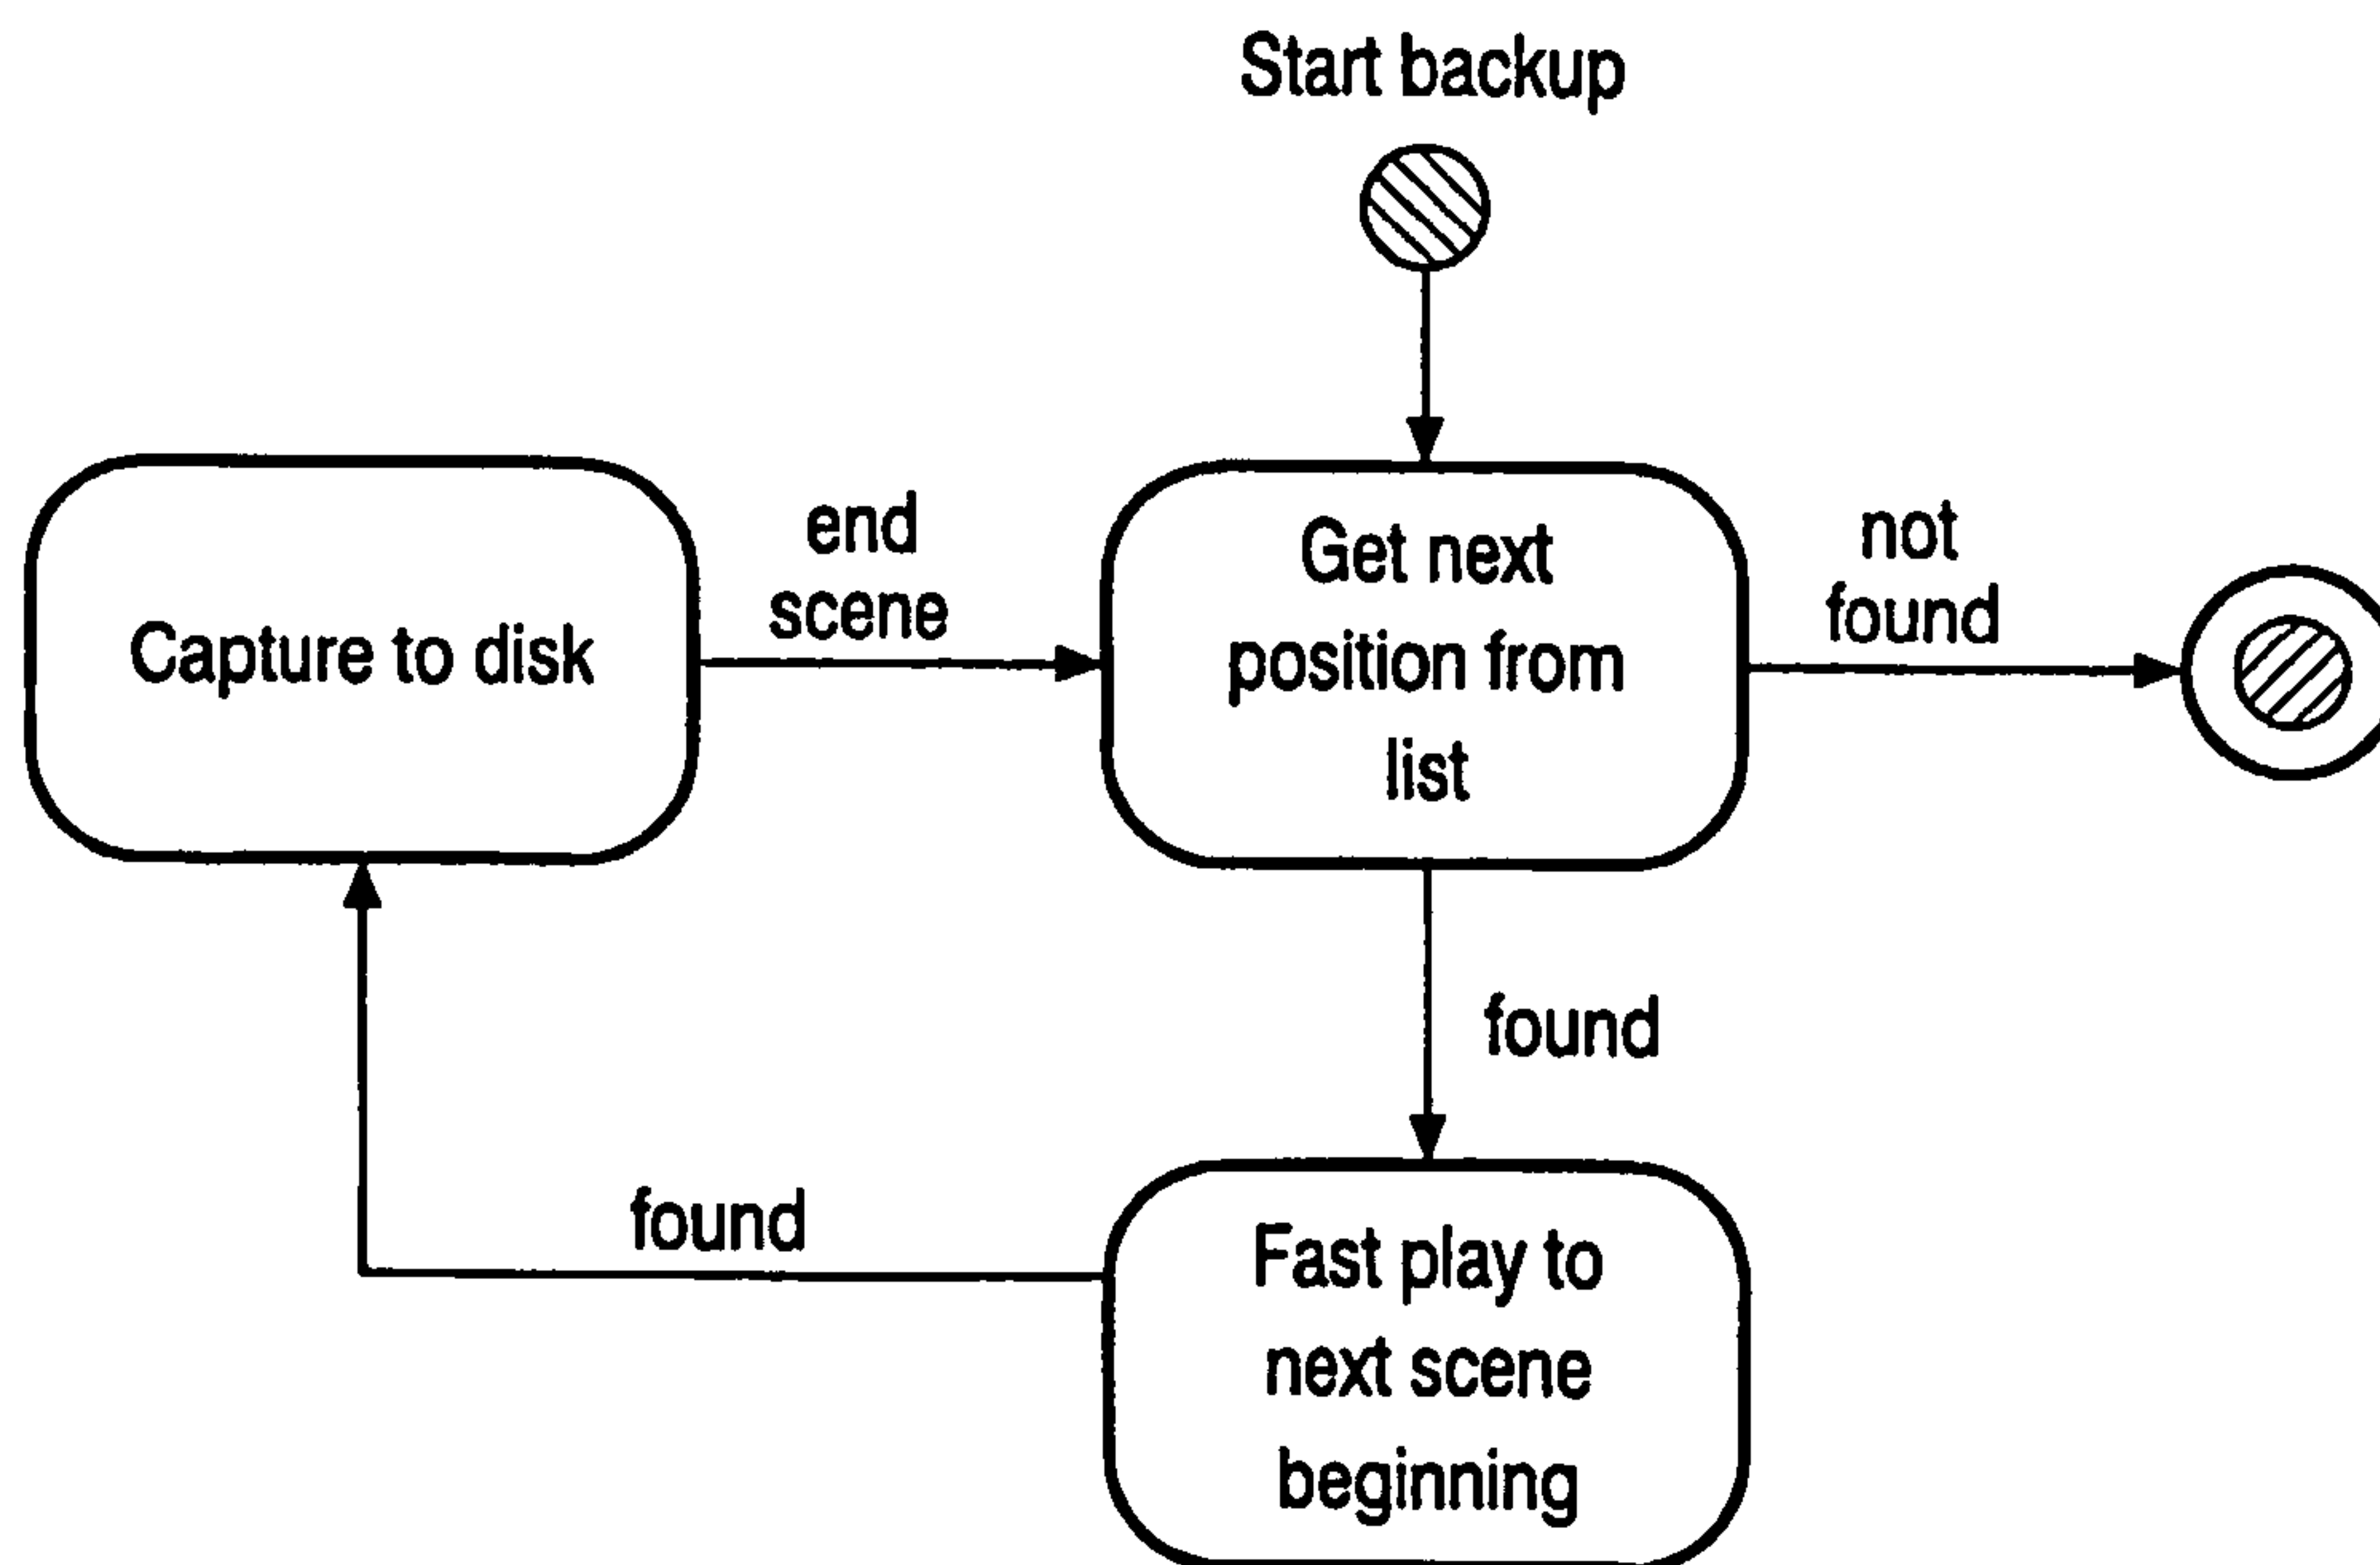 Start backup
Capture to disk
end
scene
Get next
position from
list
not
found
found
found
Fast play to
next scene
beginning